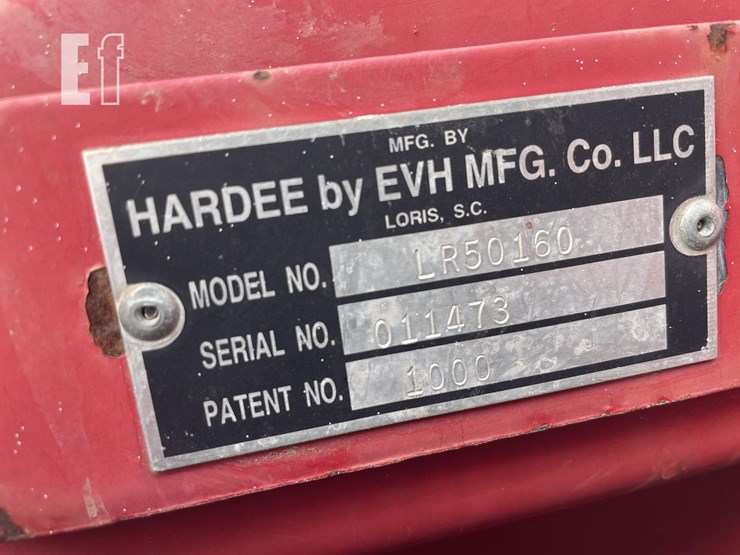 Ef
MFG. BY
HARDEE by EVH MFG. Co. LLC
LORIS, S.C.
MODEL NO. LR50160
SERIAL NO. 011473
PATENT NO. 1000